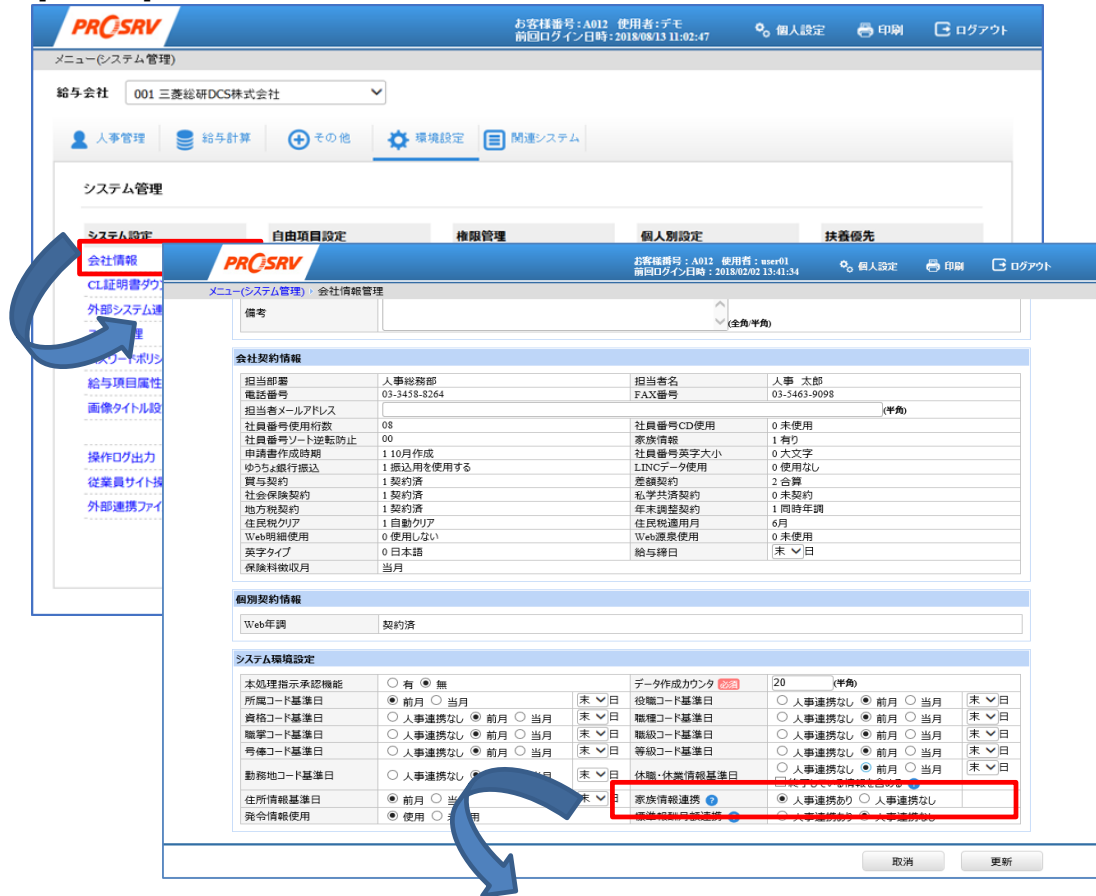 PROSRV
お客様番号:A012 使用者:デモ
前回ログイン日時:2018/08/13 11:02:47
個人設定 印刷 ログアウト
メニュー(システム管理)
給与会社 001 三菱総研DCS株式会社
人事管理 給与計算 その他 環境設定 関連システム
システム管理
システム設定 自由項目設定 権限管理 個人別設定 扶養優先
会社情報
CL証明書ダウ
外部システム連
パスワードポリシ
給与項目属性
画像タイトル設
操作ログ出力
従業員サイト操
外部連携ファイ
PROSRV
お客様番号:A012 使用者:user01
前回ログイン日時:2018/02/02 13:41:34
個人設定 印刷 ログアウト
メニュー(システム管理) › 会社情報管理
備考 (全角/半角)
会社契約情報
担当部署 人事総務部 担当者名 人事 太郎
電話番号 03-3458-8264 FAX番号 03-5463-9098
担当者メールアドレス (半角)
社員番号使用桁数 08 社員番号CD使用 0 未使用
社員番号ソート逆転防止 00 家族情報 1 有り
申請書作成時期 1 10月作成 社員番号英字大小 0 大文字
ゆうちょ銀行振込 1 振込用を使用する LINCデータ使用 0 使用なし
賞与契約 1 契約済 差額契約 2 合算
社会保険契約 1 契約済 私学共済契約 0 未契約
地方税契約 1 契約済 年末調整契約 1 同時年調
住民税クリア 1 自動クリア 住民税適用月 6月
Web明細使用 0 使用しない Web源泉使用 0 未使用
英字タイプ 0 日本語 給与締日 末 日
保険料徴収月 当月
個別契約情報
Web年調 契約済
システム環境設定
本処理指示承認機能 有 無 データ作成カウンタ 必須 20 (半角)
所属コード基準日 前月 当月 末 日 役職コード基準日 人事連携なし 前月 当月 末 日
資格コード基準日 人事連携なし 前月 当月 末 日 職種コード基準日 人事連携なし 前月 当月 末 日
職掌コード基準日 人事連携なし 前月 当月 末 日 職級コード基準日 人事連携なし 前月 当月 末 日
号俸コード基準日 人事連携なし 前月 当月 末 日 等級コード基準日 人事連携なし 前月 当月 末 日
勤務地コード基準日 人事連携なし 当月 末 日 休職・休業情報基準日 人事連携なし 前月 当月 末 日
終了している情報を含める ?
住所情報基準日 前月 末 日 家族情報連携 ? 人事連携あり 人事連携なし
発令情報使用 使用 標準報酬月額連携 ? 人事連携あり 人事連携なし
取消 更新